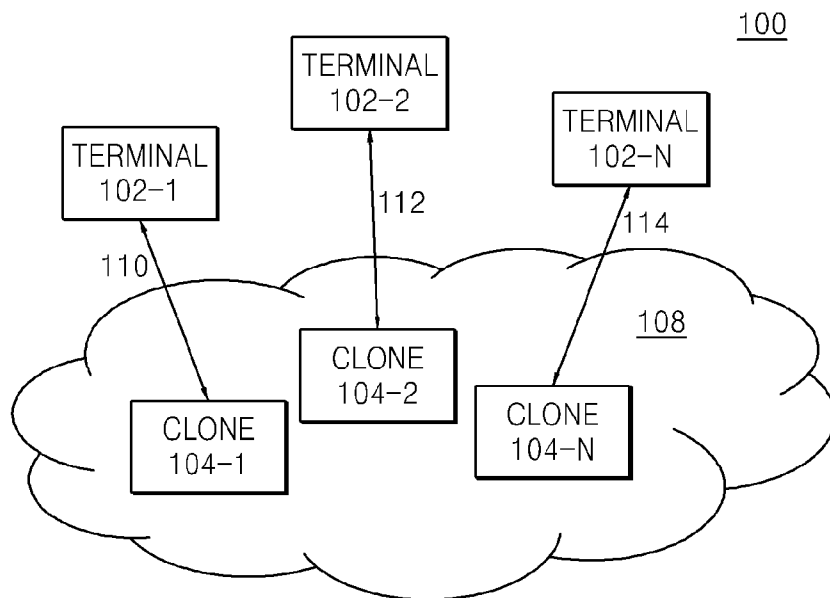 100
TERMINAL
102-2
TERMINAL
102-N
TERMINAL
102-1
112
114
110
108
CLONE
104-2
CLONE
104-N
CLONE
104-1